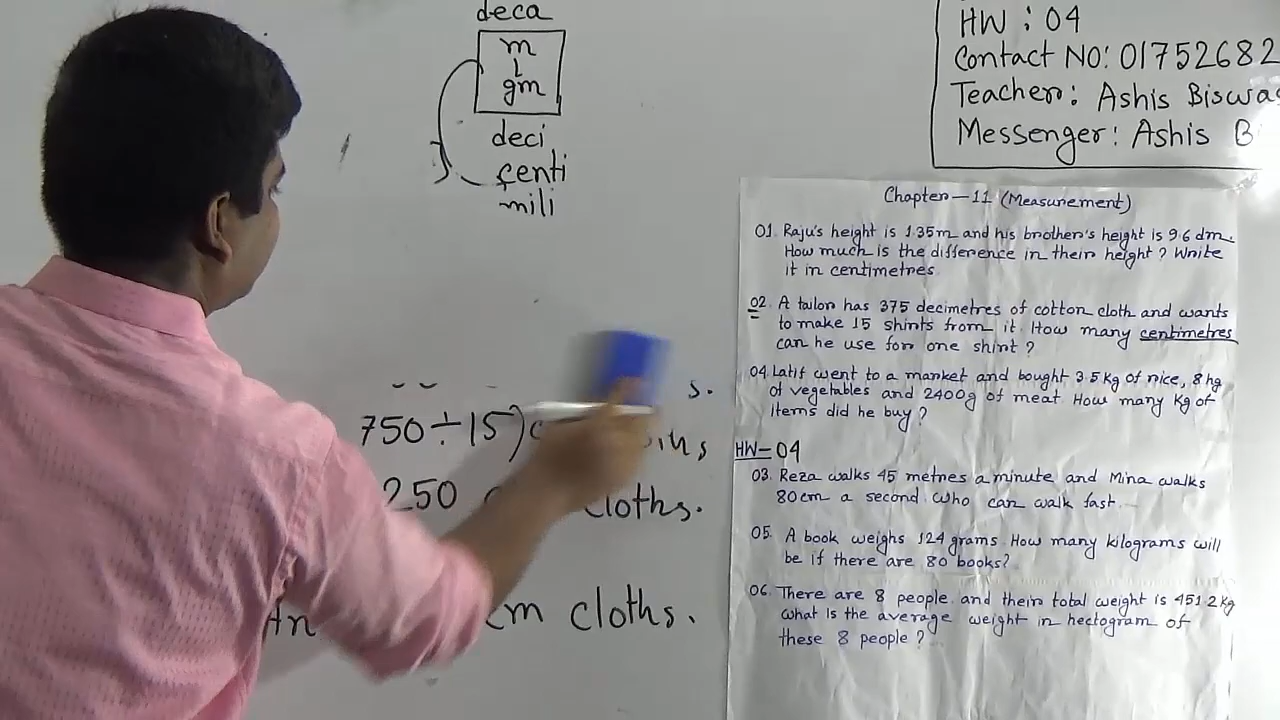 deca
m
gm
deci
centi
mili
HW : 04
Contact NO: 01752682
Teacher: Ashis Biswas
Messenger: Ashis B
Chapter-11 (Measurement)
01. Raju's height is 1.35m and his brother's height is 9.6 dm.
How much is the difference in their height? Write
it in centimetres
02. A tailor has 375 decimetres of cotton cloth and wants
to make 15 shirts from it. How many centimetres
can he use for one shirt?
04. Latif went to a market and bought 3.5 kg of rice, 8 hg
of vegetables and 2400g of meat How many kg of
items did he buy?
HW-04
03. Reza walks 45 metres a minute and Mina walks
80 cm a second. Who can walk fast.
05. A book weighs 124 grams. How many kilograms will
be if there are 80 books?
06. There are 8 people and their total weight is 451.2 kg
What is the average weight in hectogram of
these 8 people?
s.
750÷15)
250 cloths.
An cm cloths.